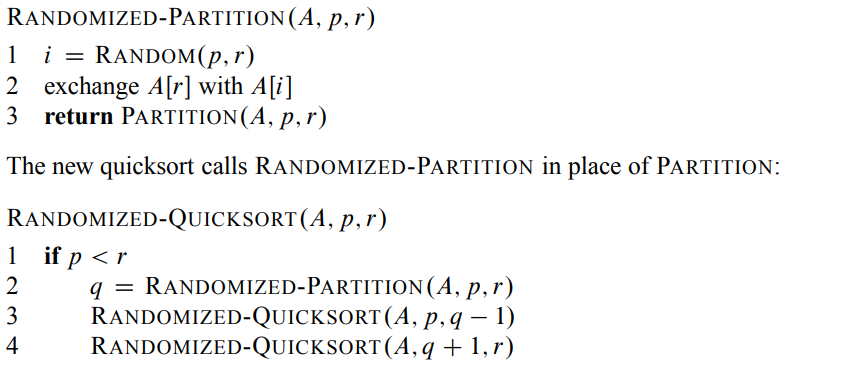 RANDOMIZED-PARTITION(A, p, r)
1 i = RANDOM(p, r)
2 exchange A[r] with A[i]
3 return PARTITION(A, p, r)
The new quicksort calls RANDOMIZED-PARTITION in place of PARTITION:
RANDOMIZED-QUICKSORT(A, p, r)
1 if p < r
2 q = RANDOMIZED-PARTITION(A, p, r)
3 RANDOMIZED-QUICKSORT(A, p, q − 1)
4 RANDOMIZED-QUICKSORT(A, q + 1, r)